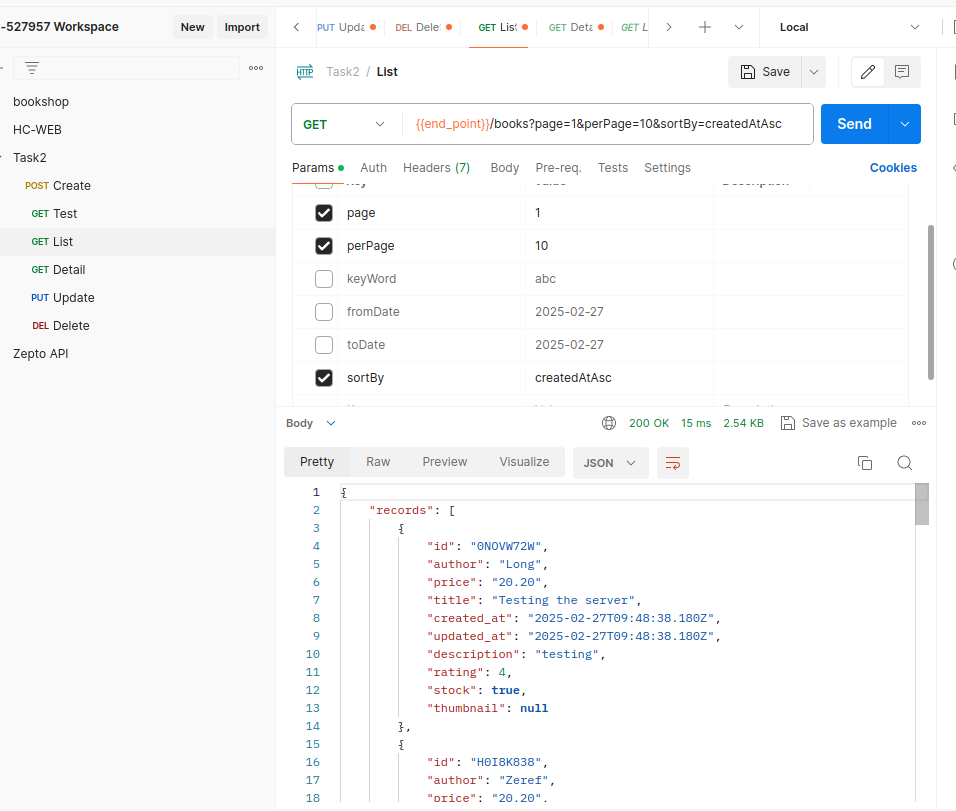 -527957 Workspace New Import
PUT Upda DEL Dele GET List GET Deta GET L Local
HTTP Task2 / List Save
bookshop
HC-WEB
Task2
POST Create
GET Test
GET List
GET Detail
PUT Update
DEL Delete
Zepto API
GET {{end_point}}/books?page=1&perPage=10&sortBy=createdAtAsc Send
Params Auth Headers (7) Body Pre-req. Tests Settings Cookies
Key Value Description
page 1
perPage 10
keyWord abc
fromDate 2025-02-27
toDate 2025-02-27
sortBy createdAtAsc
Body 200 OK 15 ms 2.54 KB Save as example
Pretty Raw Preview Visualize JSON
1 {
2 "records": [
3 {
4 "id": "0NOVW72W",
5 "author": "Long",
6 "price": "20.20",
7 "title": "Testing the server",
8 "created_at": "2025-02-27T09:48:38.180Z",
9 "updated_at": "2025-02-27T09:48:38.180Z",
10 "description": "testing",
11 "rating": 4,
12 "stock": true,
13 "thumbnail": null
14 },
15 {
16 "id": "H0I8K838",
17 "author": "Zeref",
18 "price": "20.20",